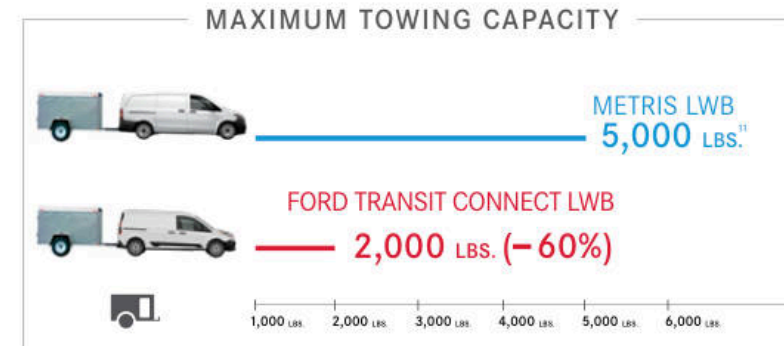 MAXIMUM TOWING CAPACITY
METRIS LWB
5,000 LBS.11
FORD TRANSIT CONNECT LWB
2,000 LBS. (−60%)
1,000 LBS. 2,000 LBS. 3,000 LBS. 4,000 LBS. 5,000 LBS. 6,000 LBS.